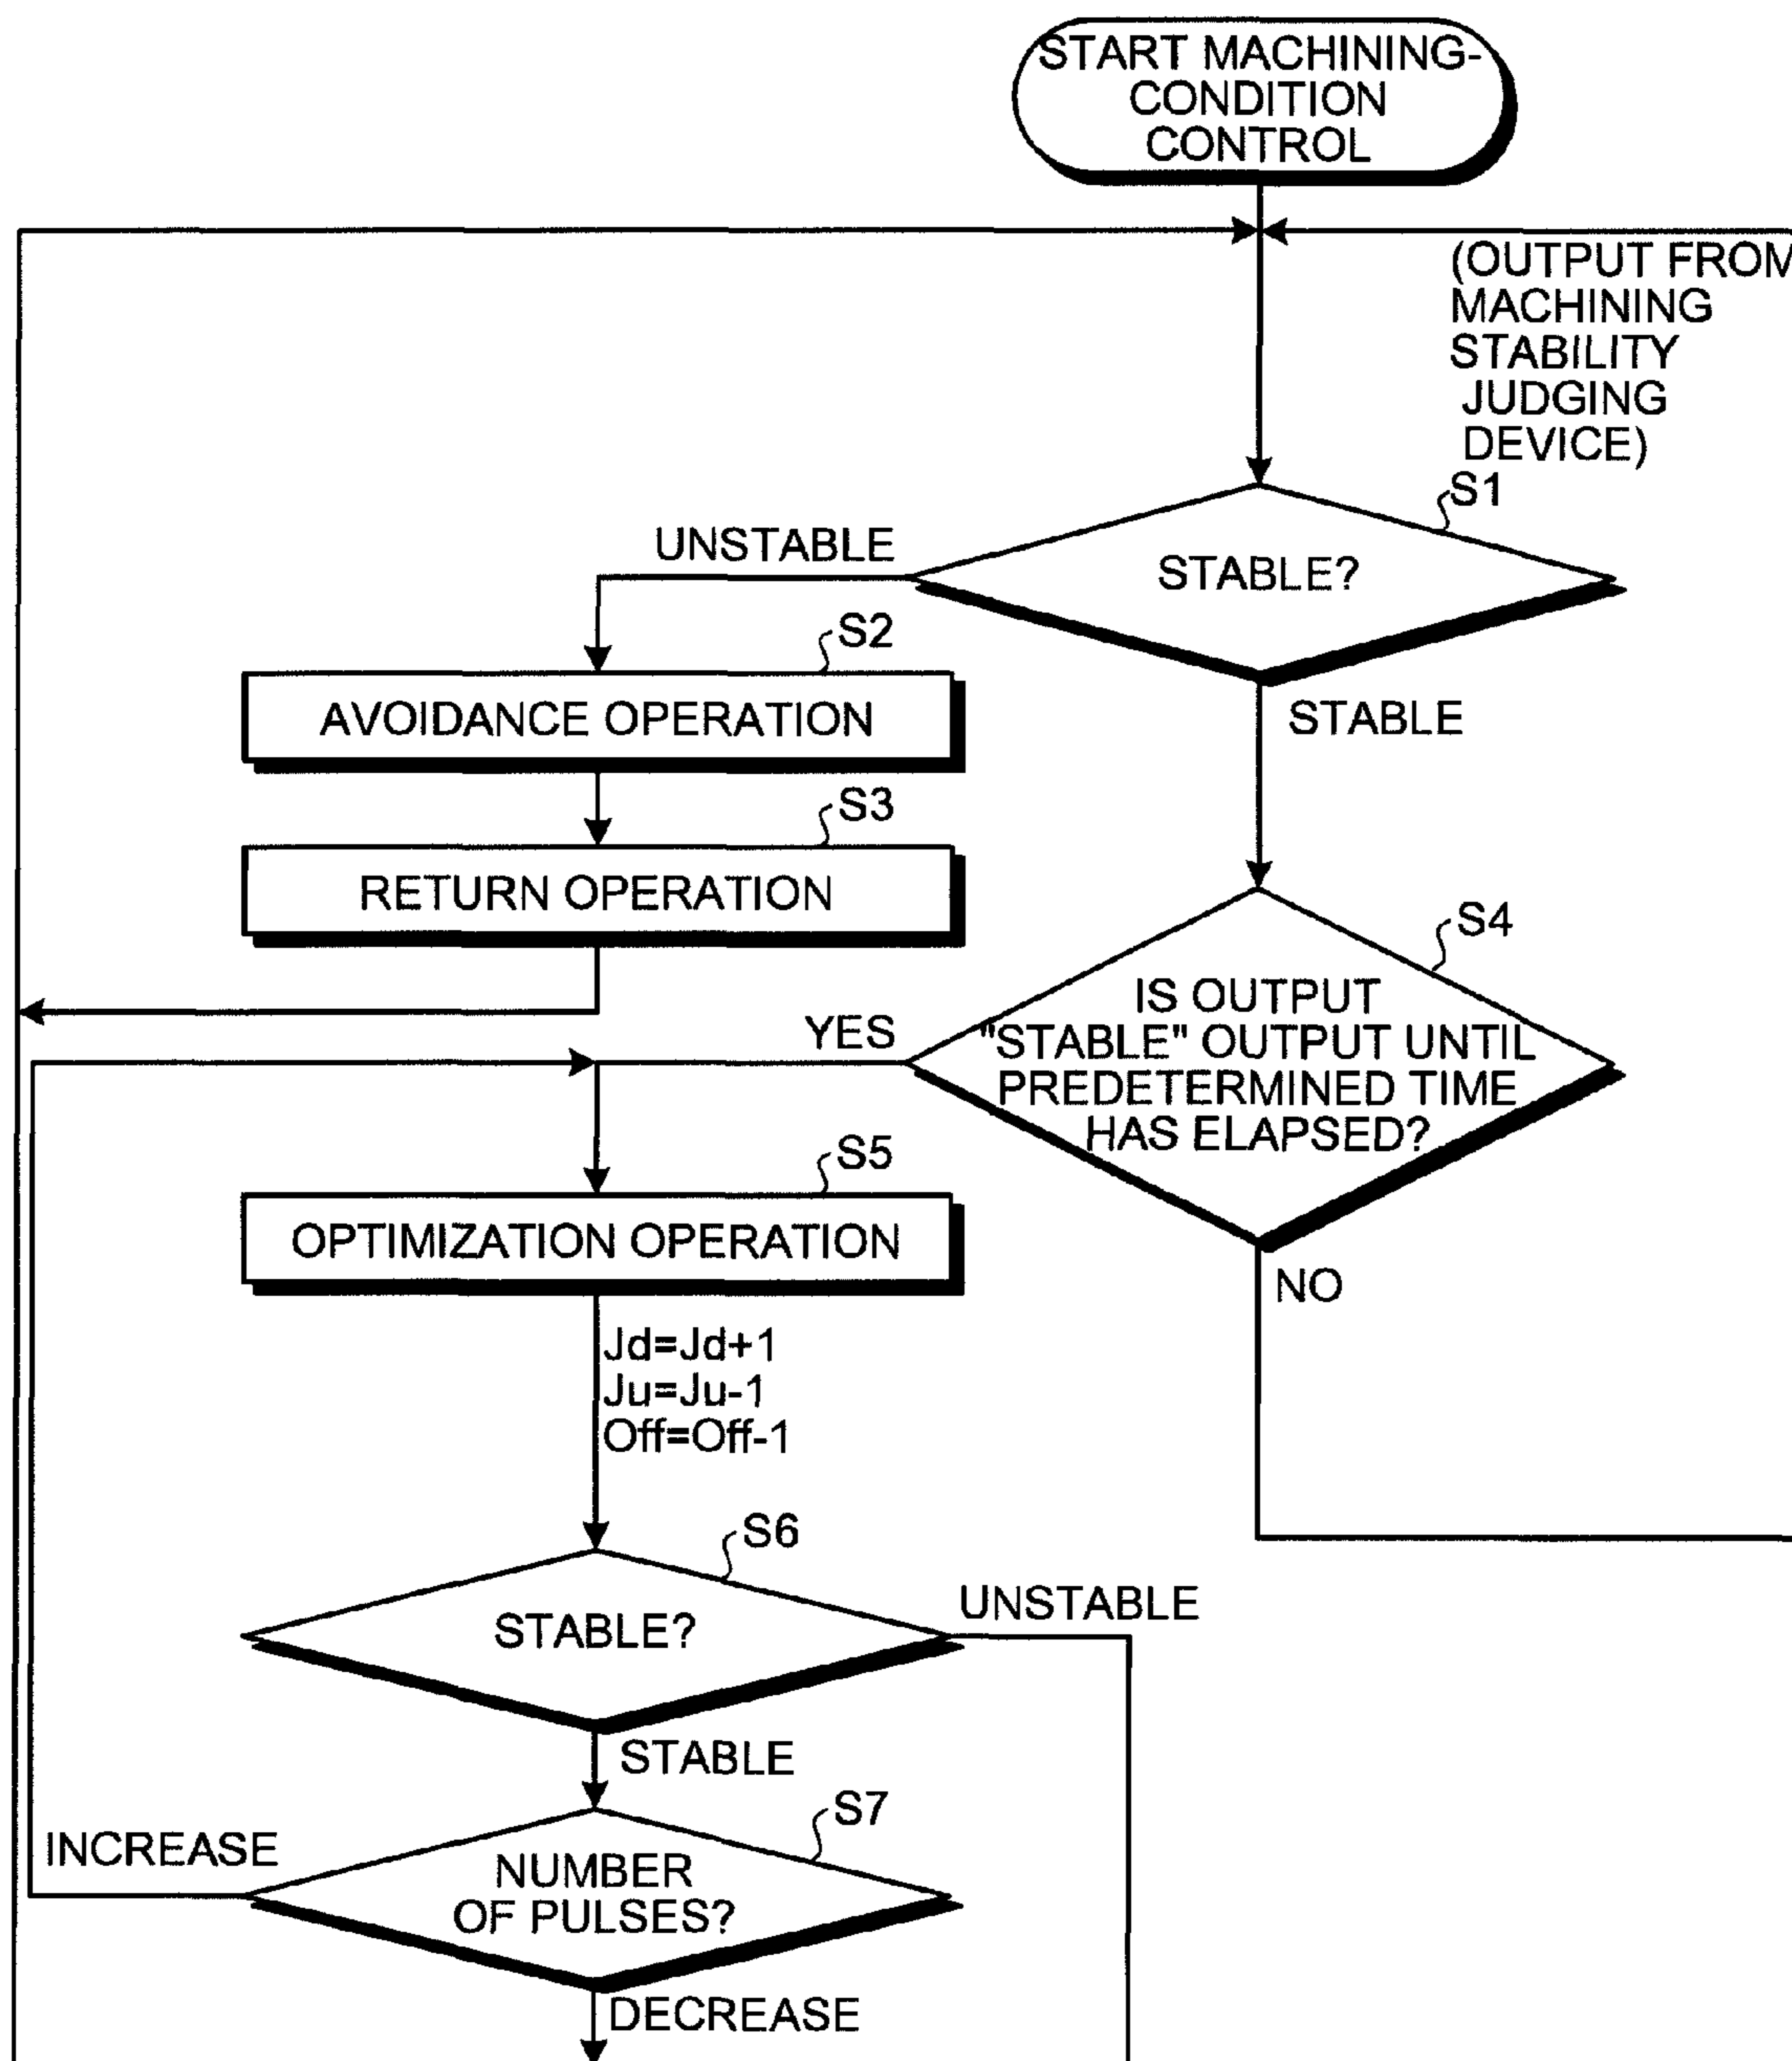 START MACHINING-
CONDITION
CONTROL
(OUTPUT FROM
MACHINING
STABILITY
JUDGING
DEVICE)
S1
UNSTABLE
STABLE?
S2
AVOIDANCE OPERATION
STABLE
S3
RETURN OPERATION
S4
IS OUTPUT
"STABLE" OUTPUT UNTIL
PREDETERMINED TIME
HAS ELAPSED?
YES
S5
OPTIMIZATION OPERATION
NO
Jd=Jd+1
Ju=Ju-1
Off=Off-1
S6
UNSTABLE
STABLE?
STABLE
S7
INCREASE
NUMBER
OF PULSES?
DECREASE